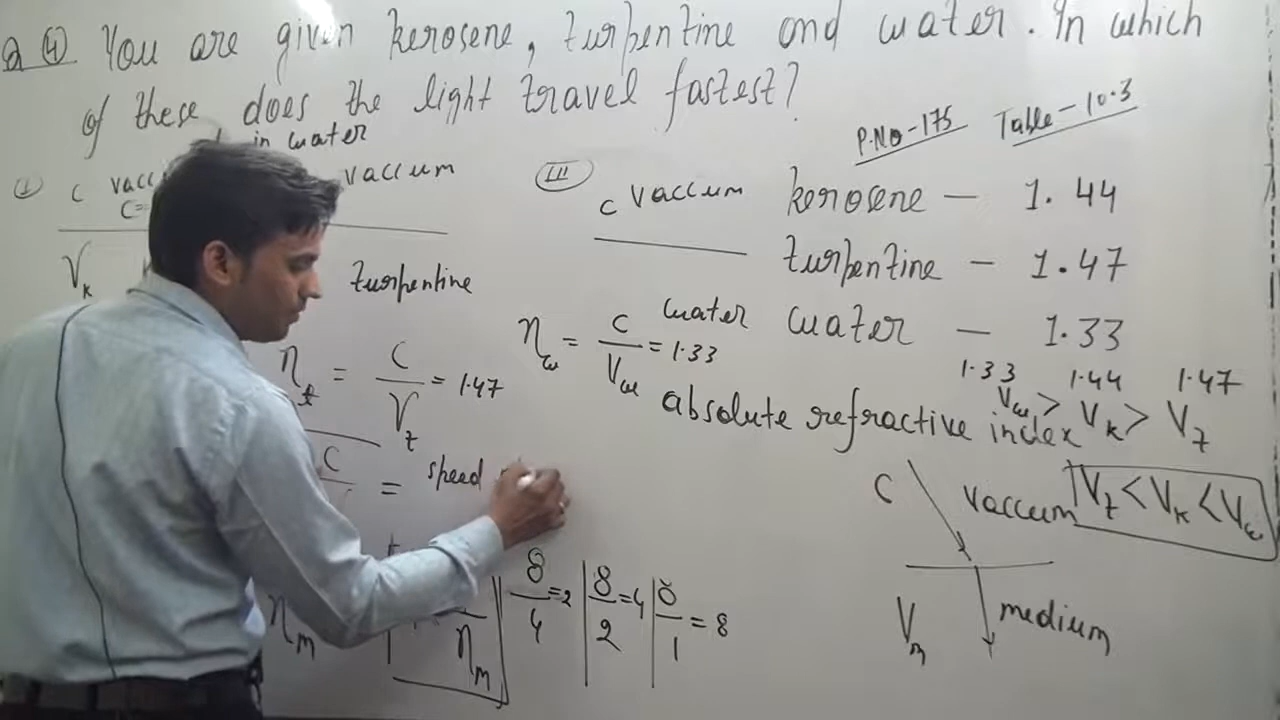 Q (4) You are given kerosene, turpentine and water. In which
of these does the light travel fastest?
P.No-175 Table-10.3
in water
(I) c vacc vaccum
C=
V_k
turpentine
η_t = C/V_t = 1.47
C = speed
η_m
η_m
8/4 = 2 | 8/2 = 4 | 8/1 = 8
(III) c vaccum
kerosene - 1.44
turpentine - 1.47
water - 1.33
water
η_w = C/V_w = 1.33
1.33 1.44 1.47
V_w > V_k > V_t
absolute refractive index
C vaccum
V_t < V_k < V_w
V_m medium